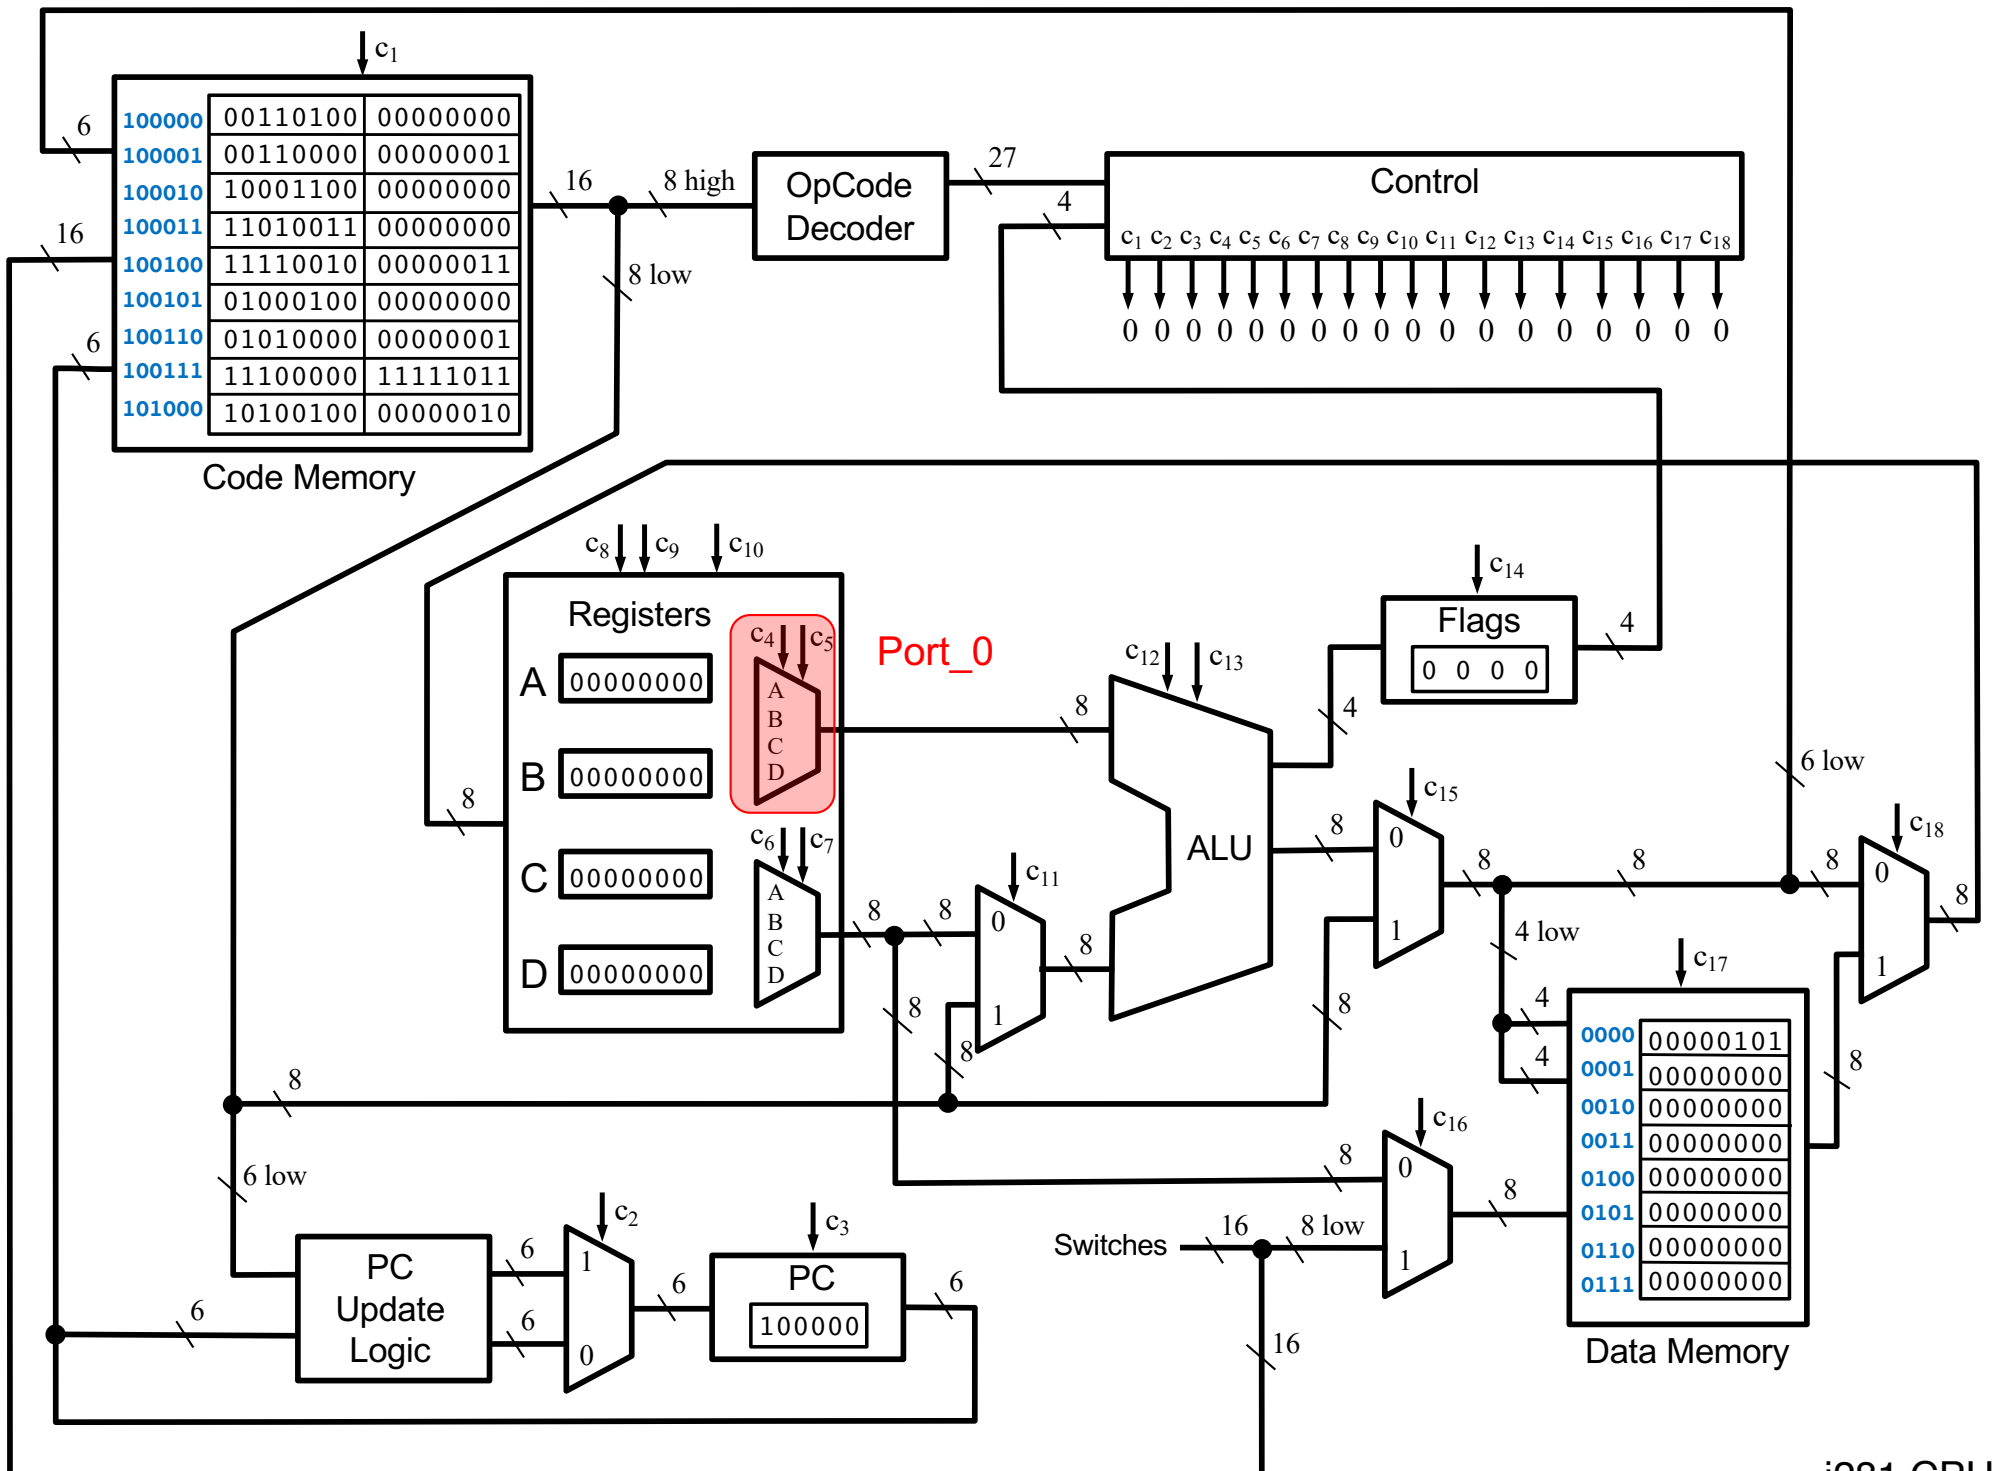 c1
100000 00110100 00000000
100001 00110000 00000001
100010 10001100 00000000
100011 11010011 00000000
100100 11110010 00000011
100101 01000100 00000000
100110 01010000 00000001
100111 11100000 11111011
101000 10100100 00000010
Code Memory
6
16
6
16
8 high
8 low
OpCode
Decoder
27
4
Control
c1 c2 c3 c4 c5 c6 c7 c8 c9 c10 c11 c12 c13 c14 c15 c16 c17 c18
0 0 0 0 0 0 0 0 0 0 0 0 0 0 0 0 0 0
c8 c9 c10
Registers
A 00000000
B 00000000
C 00000000
D 00000000
8
c4 c5
A
B
C
D
Port_0
c6 c7
A
B
C
D
8
8
8
8
c11
0
1
8
8
8
c12 c13
ALU
4
c14
Flags
0 0 0 0
4
8
c15
0
1
8
8
8
6 low
8
c18
0
1
8
4 low
4
4
c17
0000 00000101
0001 00000000
0010 00000000
0011 00000000
0100 00000000
0101 00000000
0110 00000000
0111 00000000
Data Memory
8
c16
0
1
8
8
Switches
16
8 low
16
6 low
6
PC
Update
Logic
6
6
c2
1
0
6
c3
PC
100000
6